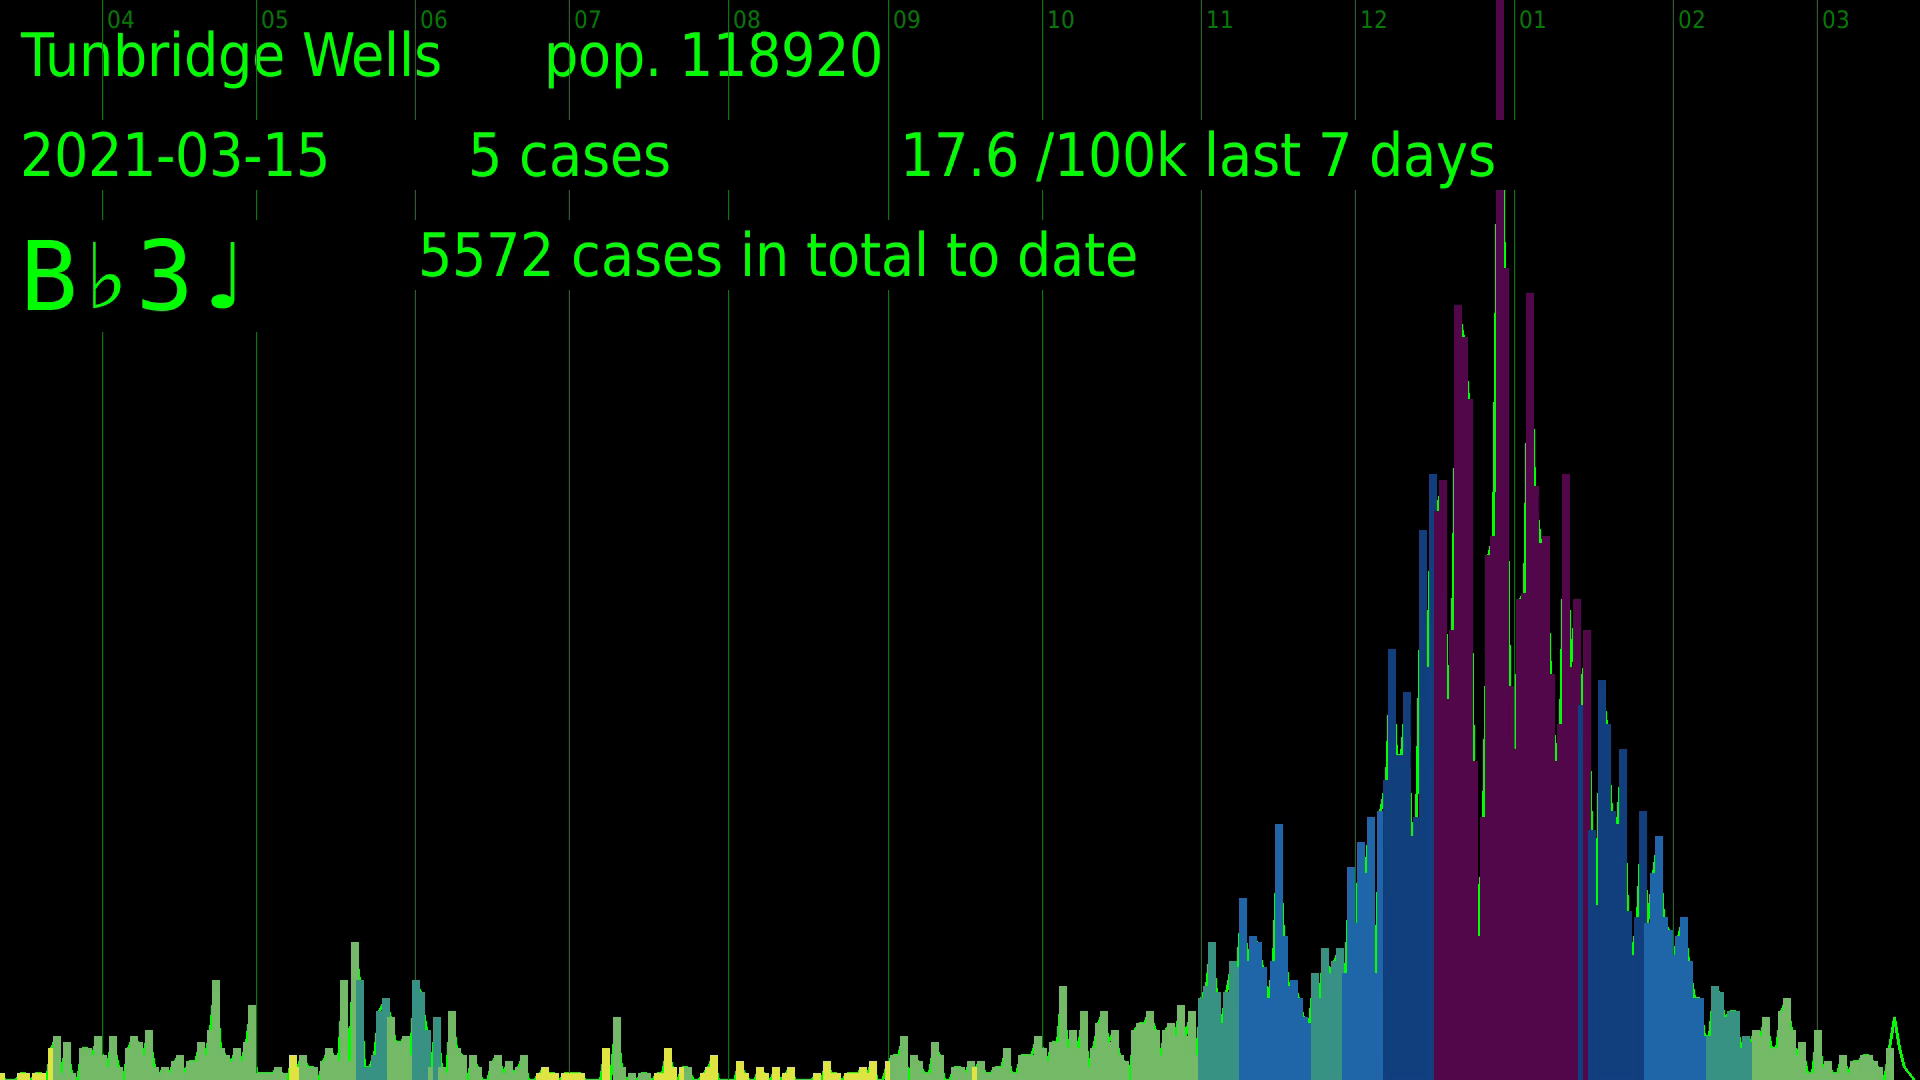 04 05 06 07 08 09 10 11 12 01 02 03
Tunbridge Wells pop. 118920
2021-03-15 5 cases 17.6 /100k last 7 days
B♭3♩ 5572 cases in total to date